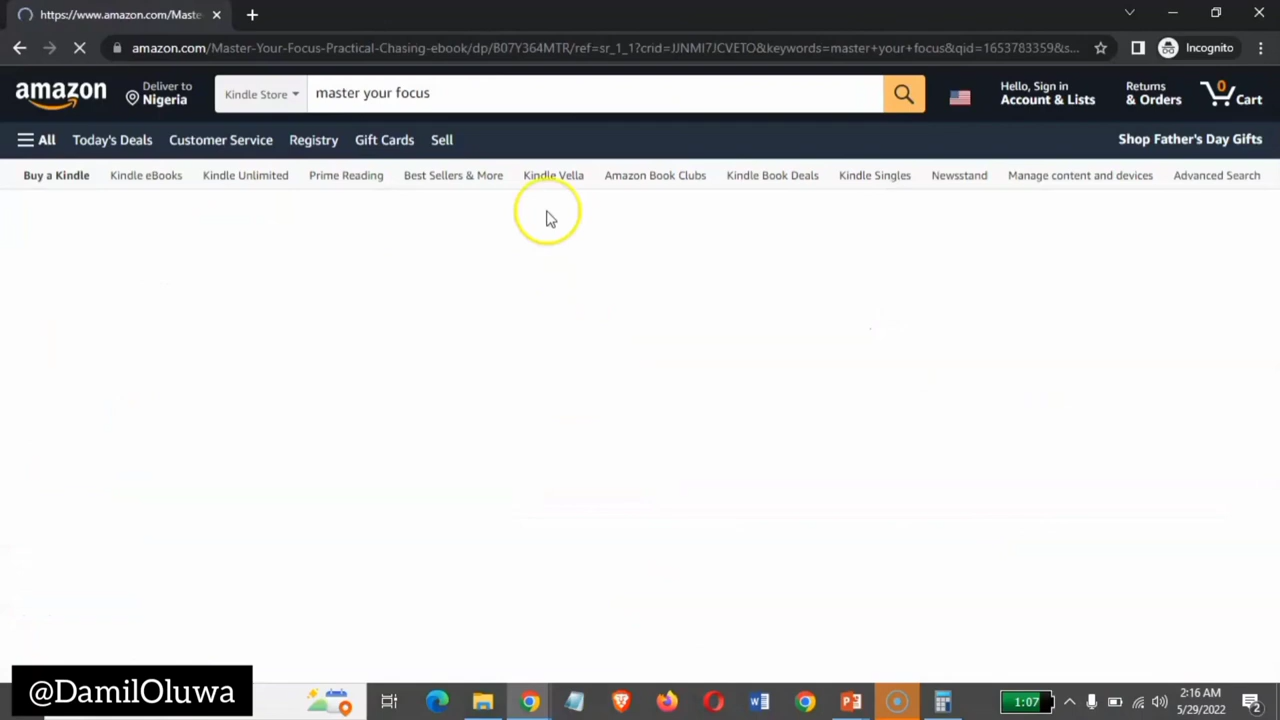 https://www.amazon.com/Maste
amazon.com/Master-Your-Focus-Practical-Chasing-ebook/dp/B07Y364MTR/ref=sr_1_1?crid=JJNMI7JCVETO&keywords=master+your+focus&qid=1653783359&s...
Incognito
amazon
Deliver to
Nigeria
Kindle Store
master your focus
Hello, Sign in
Account & Lists
Returns
& Orders
0
Cart
All
Today's Deals
Customer Service
Registry
Gift Cards
Sell
Shop Father's Day Gifts
Buy a Kindle
Kindle eBooks
Kindle Unlimited
Prime Reading
Best Sellers & More
Kindle Vella
Amazon Book Clubs
Kindle Book Deals
Kindle Singles
Newsstand
Manage content and devices
Advanced Search
@DamilOluwa
1:07
2:16 AM
5/29/2022
2